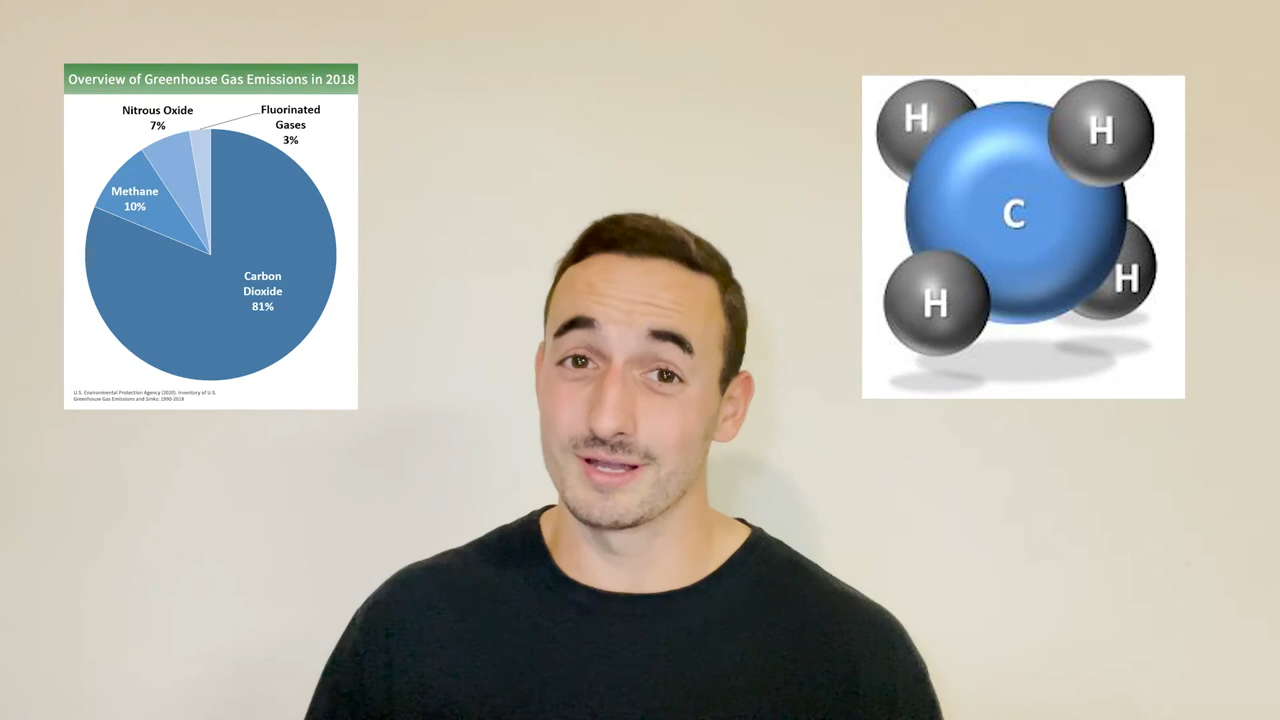 Overview of Greenhouse Gas Emissions in 2018
Nitrous Oxide
7%
Fluorinated
Gases
3%
Methane
10%
Carbon
Dioxide
81%
U.S. Environmental Protection Agency (2020). Inventory of U.S.
Greenhouse Gas Emissions and Sinks: 1990-2018
H
H
C
H
H